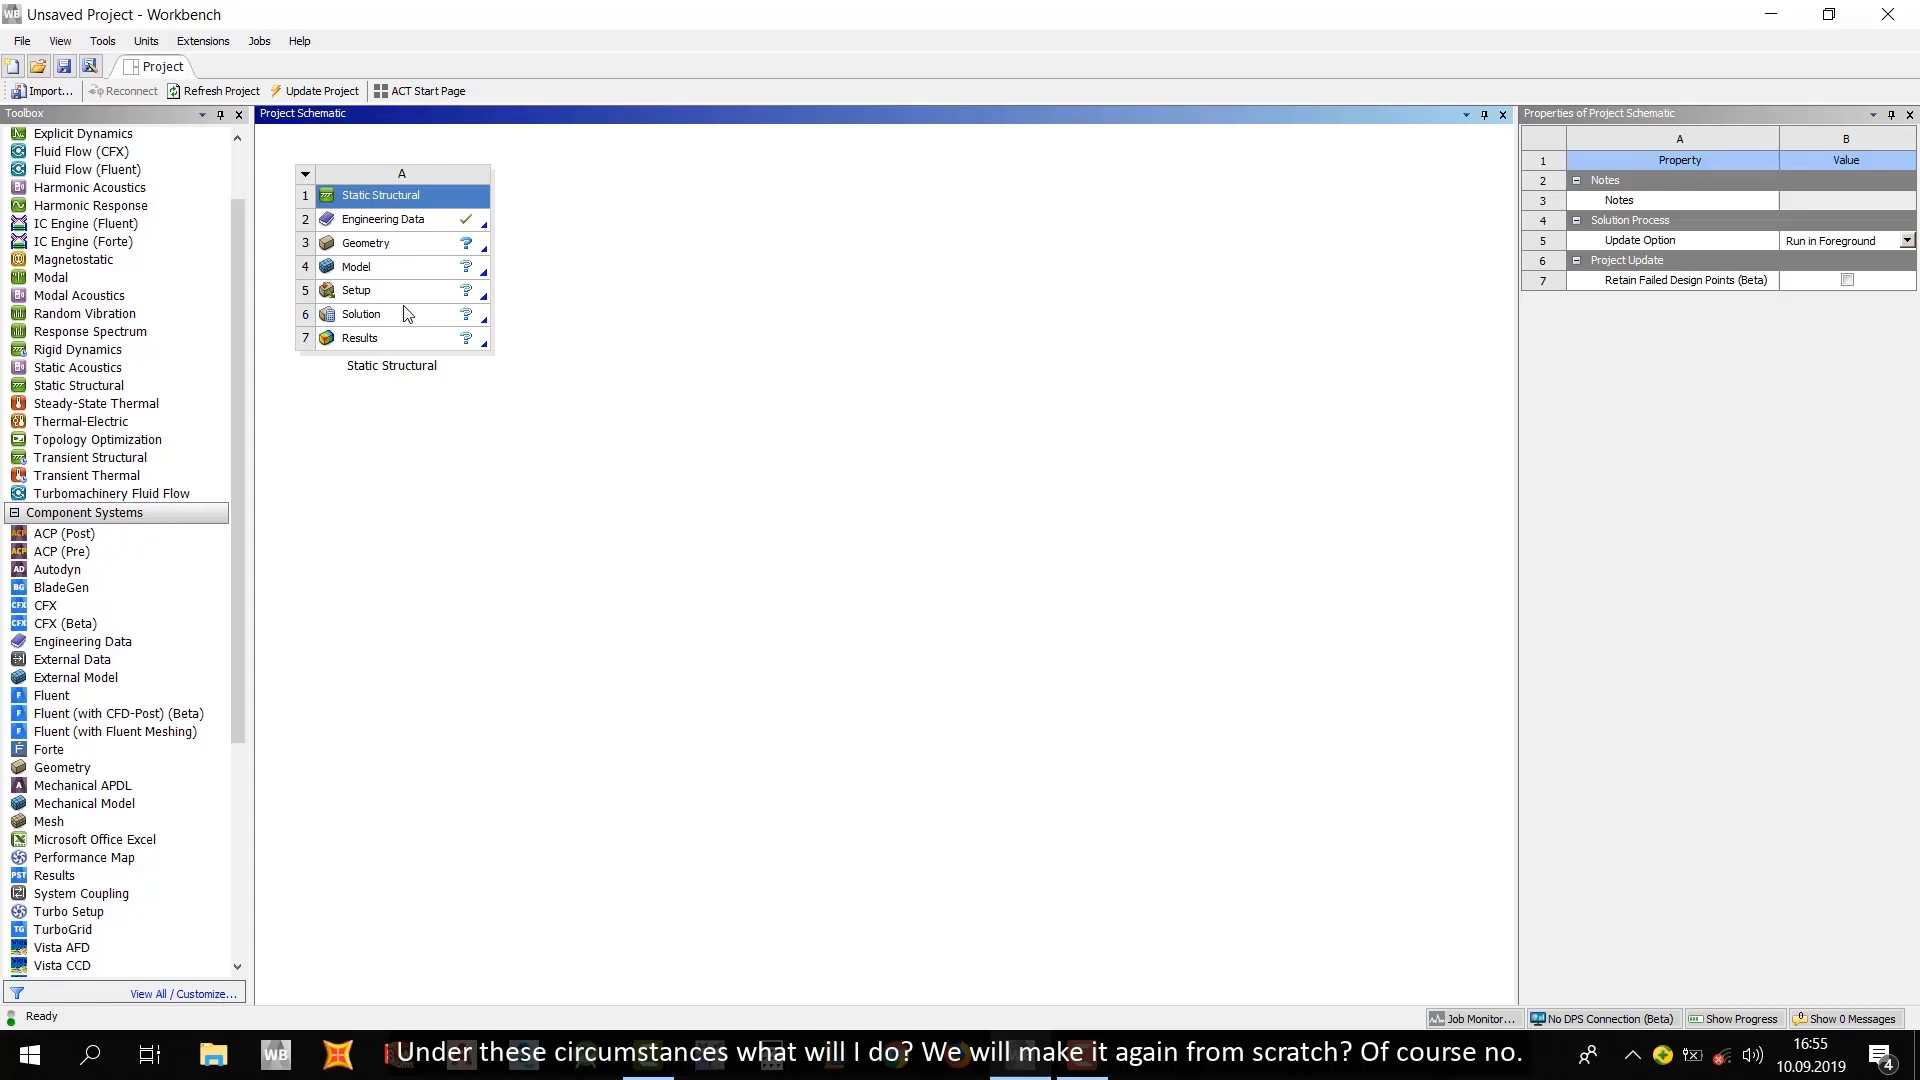 Unsaved Project - Workbench
File View Tools Units Extensions Jobs Help
Project
Import... Reconnect Refresh Project Update Project ACT Start Page
Toolbox
Explicit Dynamics
Fluid Flow (CFX)
Fluid Flow (Fluent)
Harmonic Acoustics
Harmonic Response
IC Engine (Fluent)
IC Engine (Forte)
Magnetostatic
Modal
Modal Acoustics
Random Vibration
Response Spectrum
Rigid Dynamics
Static Acoustics
Static Structural
Steady-State Thermal
Thermal-Electric
Topology Optimization
Transient Structural
Transient Thermal
Turbomachinery Fluid Flow
Component Systems
ACP (Post)
ACP (Pre)
Autodyn
BladeGen
CFX
CFX (Beta)
Engineering Data
External Data
External Model
Fluent
Fluent (with CFD-Post) (Beta)
Fluent (with Fluent Meshing)
Forte
Geometry
Mechanical APDL
Mechanical Model
Mesh
Microsoft Office Excel
Performance Map
Results
System Coupling
Turbo Setup
TurboGrid
Vista AFD
Vista CCD
View All / Customize...
Project Schematic
A
1 Static Structural
2 Engineering Data
3 Geometry ?
4 Model ?
5 Setup ?
6 Solution ?
7 Results ?
Static Structural
Properties of Project Schematic
A B
1 Property Value
2 Notes
3 Notes
4 Solution Process
5 Update Option Run in Foreground
6 Project Update
7 Retain Failed Design Points (Beta)
Ready
Job Monitor... No DPS Connection (Beta) Show Progress Show 0 Messages
WB
Under these circumstances what will I do? We will make it again from scratch? Of course no.
16:55
10.09.2019
4